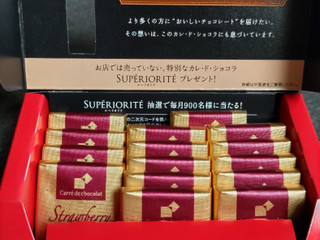 より多くの方に"おいしいチョコレート"を届けたい。
その想いは、このカレ・ド・ショコラにも息づいています。
お店では売っていない、特別なカレ・ド・ショコラ
SUPÉRIORITÉ プレゼント!
SUPÉRIORITÉ 抽選で毎月900名様に当たる!
Carré de chocolat
Strawberry
Carré de chocolat